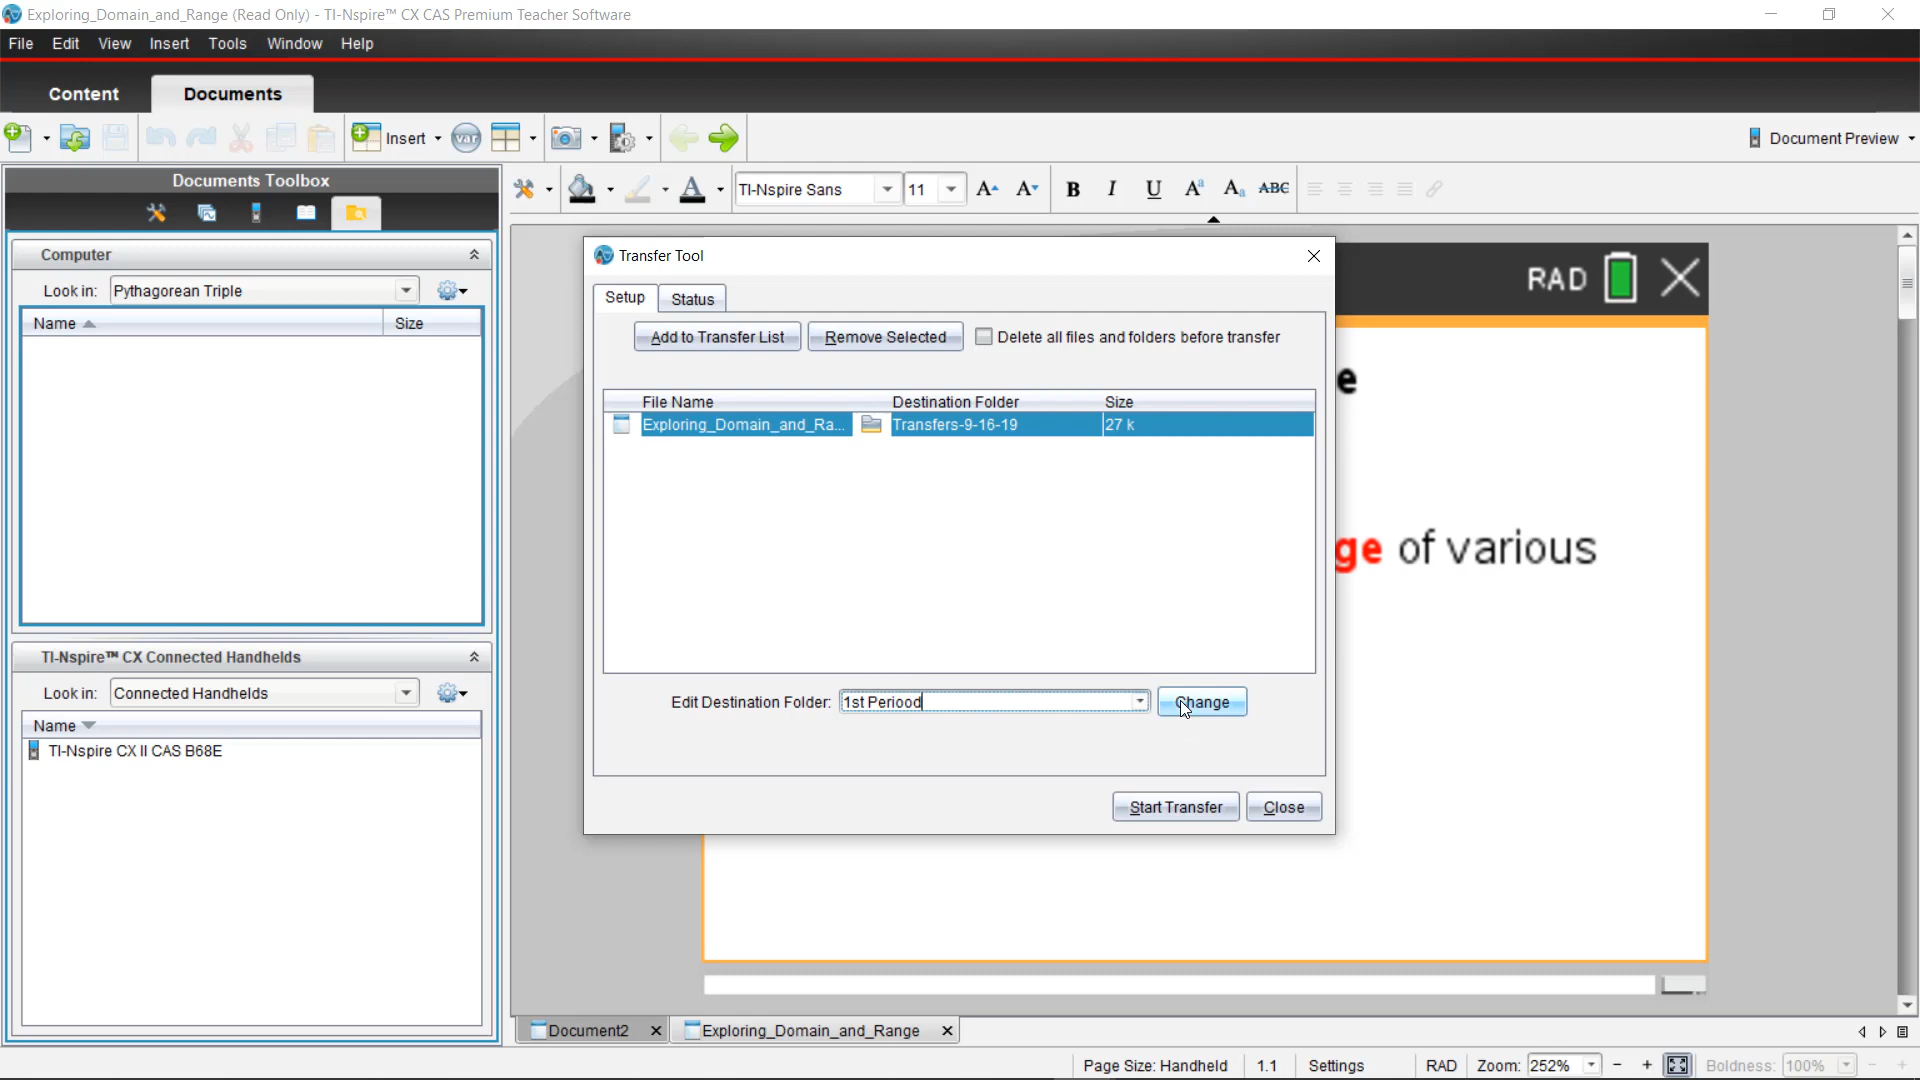 Exploring_Domain_and_Range (Read Only) - TI-Nspire™ CX CAS Premium Teacher Software
File Edit View Insert Tools Window Help
Content Documents
Insert var Document Preview
Documents Toolbox
TI-Nspire Sans 11 A A B I U Aª Aₐ ABC
Computer
Look in: Pythagorean Triple
Name Size
Transfer Tool
RAD
Setup Status
Add to Transfer List Remove Selected Delete all files and folders before transfer
e
File Name Destination Folder Size
Exploring_Domain_and_Ra... Transfers-9-16-19 27 k
ge of various
TI-Nspire™ CX Connected Handhelds
Look in: Connected Handhelds
Edit Destination Folder: 1st Periood Change
Name
TI-Nspire CX II CAS B68E
Start Transfer Close
Document2 Exploring_Domain_and_Range
Page Size: Handheld 1.1 Settings RAD Zoom: 252% - + Boldness: 100% - +